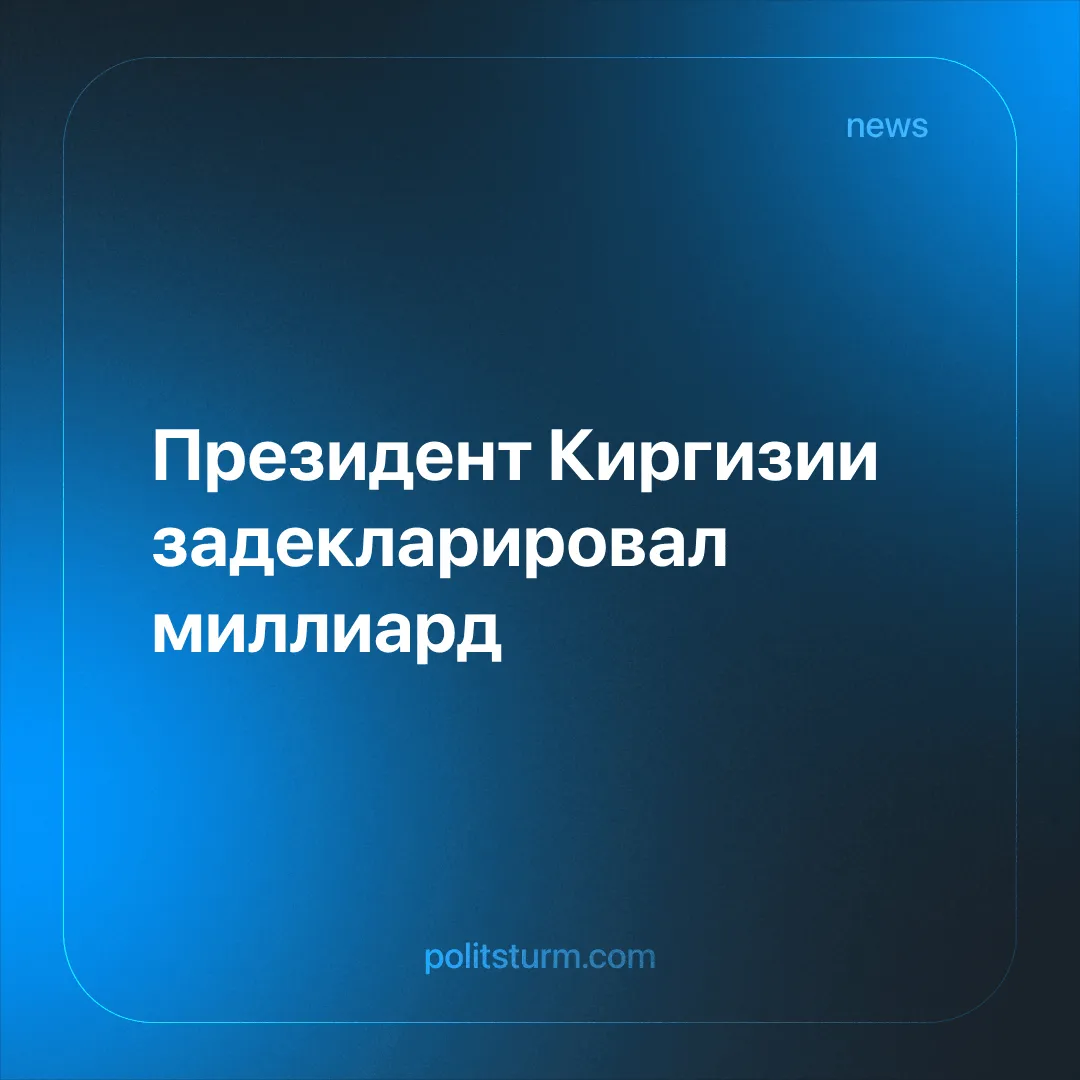 news
Президент Киргизии
задекларировал
миллиард
politsturm.com